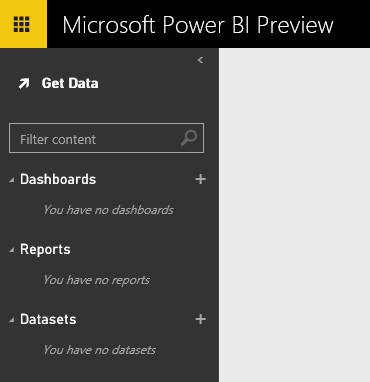 Microsoft Power BI Preview
Get Data
Filter content
Dashboards
You have no dashboards
Reports
You have no reports
Datasets
You have no datasets